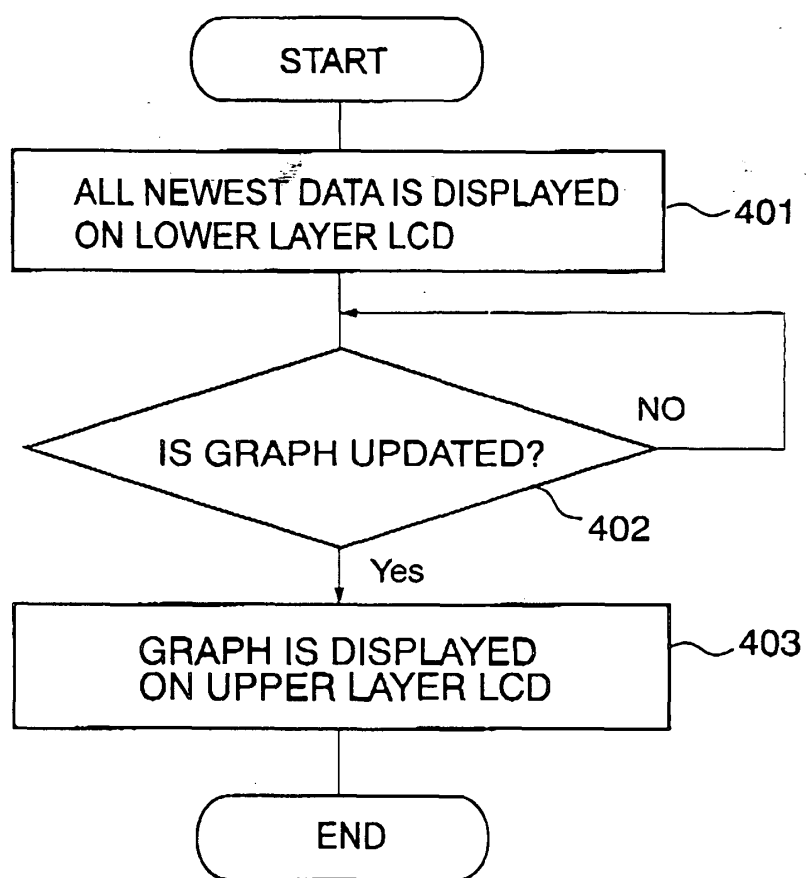 START
ALL NEWEST DATA IS DISPLAYED
ON LOWER LAYER LCD
401
NO
IS GRAPH UPDATED?
402
Yes
GRAPH IS DISPLAYED
ON UPPER LAYER LCD
403
END